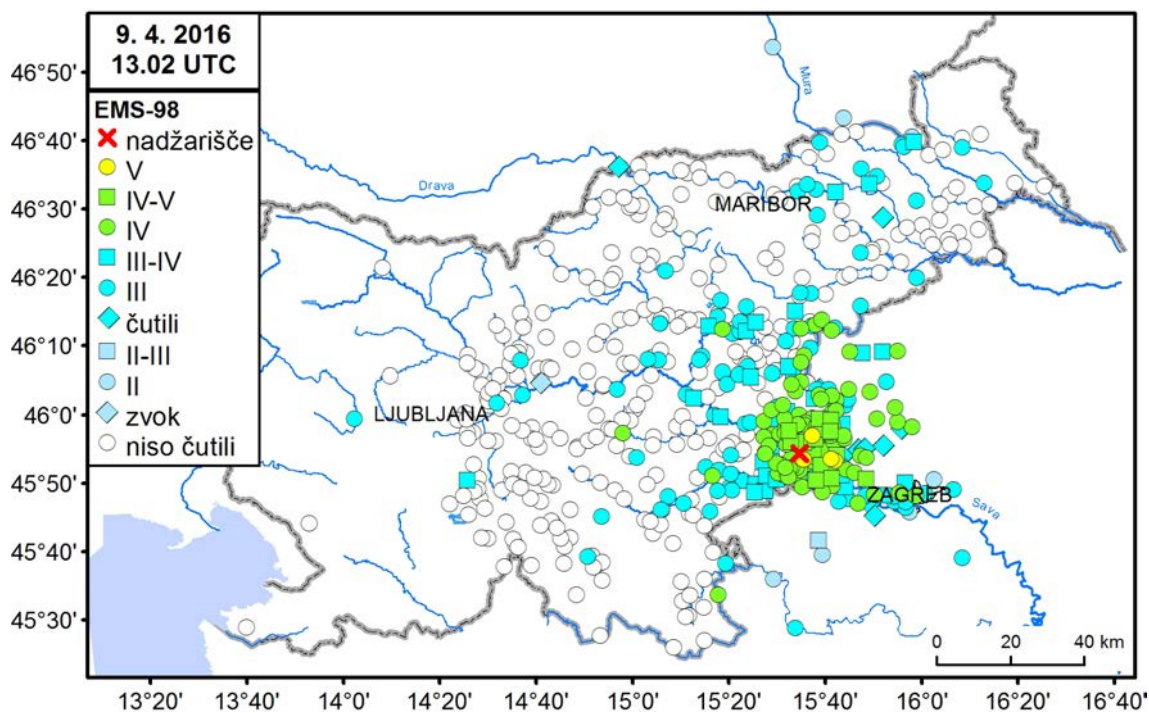 9. 4. 2016
13.02 UTC
EMS-98
nadžarišče
V
IV-V
IV
III-IV
III
čutili
II-III
II
zvok
niso čutili
46°50'
46°40'
46°30'
46°20'
46°10'
46°0'
45°50'
45°40'
45°30'
Mura
Drava
MARIBOR
LJUBLJANA
ZAGREB
Sava
0 20 40 km
13°20' 13°40' 14°0' 14°20' 14°40' 15°0' 15°20' 15°40' 16°0' 16°20' 16°40'